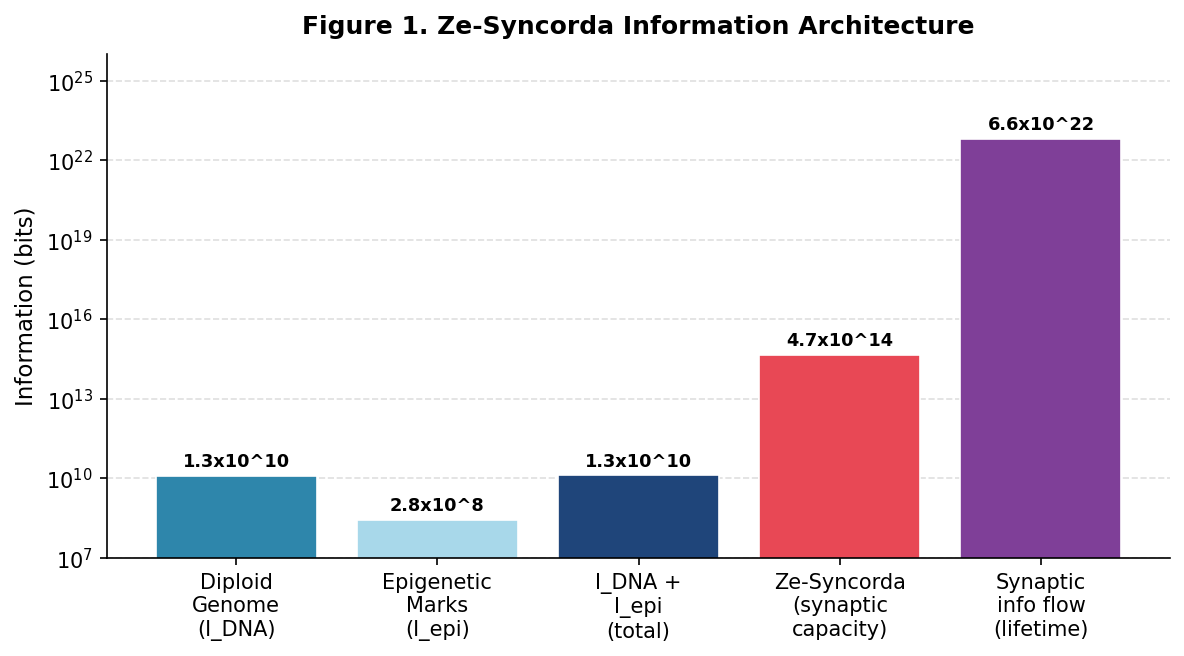 Figure 1. Ze-Syncorda Information Architecture
Information (bits)
10^25
10^22
10^19
10^16
10^13
10^10
10^7
1.3x10^10
2.8x10^8
1.3x10^10
4.7x10^14
6.6x10^22
Diploid
Genome
(I_DNA)
Epigenetic
Marks
(I_epi)
I_DNA +
I_epi
(total)
Ze-Syncorda
(synaptic
capacity)
Synaptic
info flow
(lifetime)